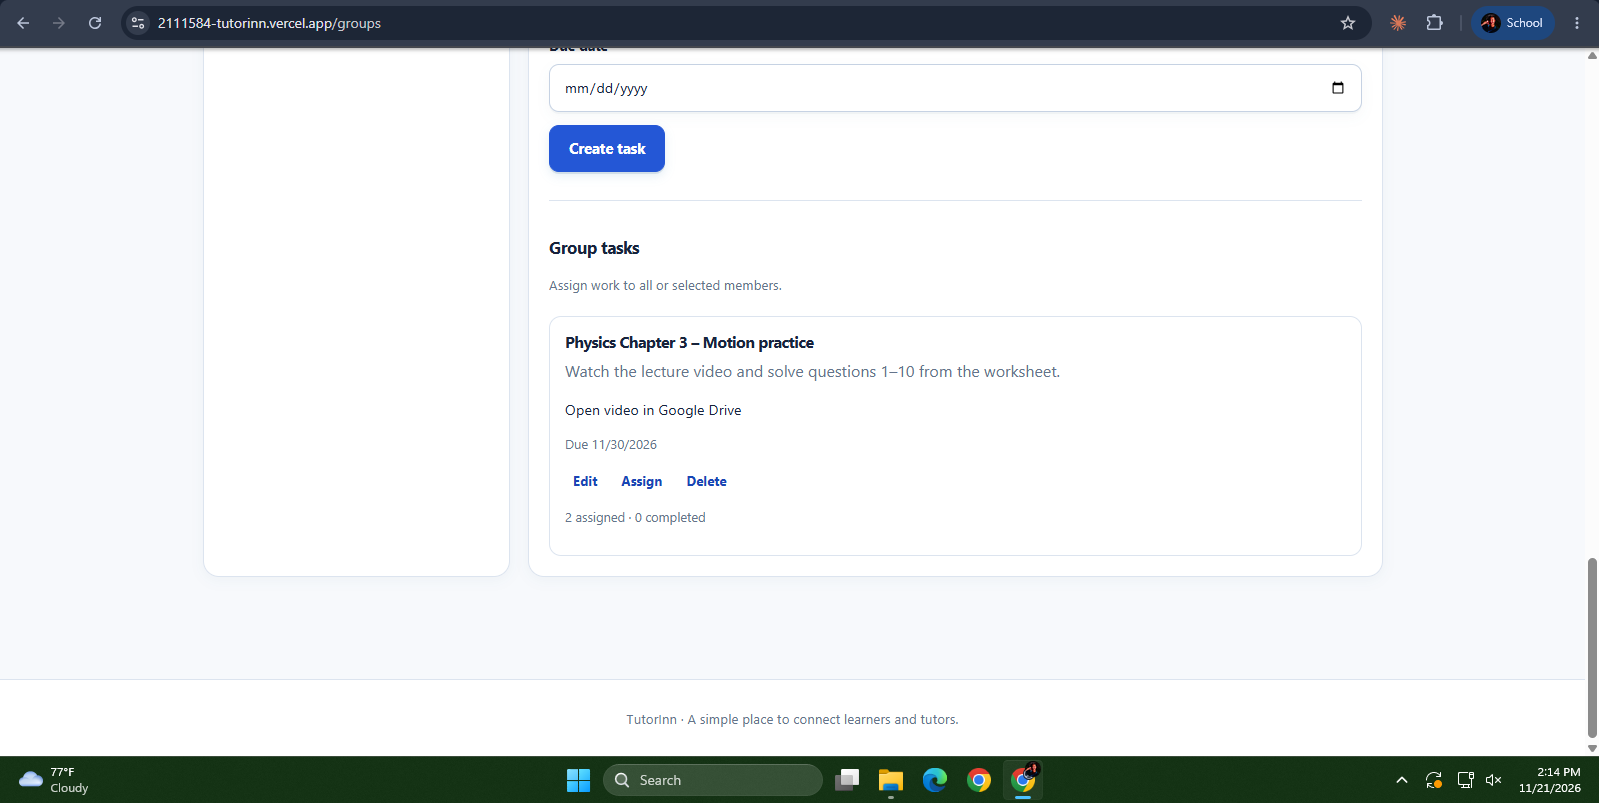 2111584-tutorinn.vercel.app/groups
School
Due date
mm/dd/yyyy
Create task
Group tasks
Assign work to all or selected members.
Physics Chapter 3 – Motion practice
Watch the lecture video and solve questions 1–10 from the worksheet.
Open video in Google Drive
Due 11/30/2026
Edit Assign Delete
2 assigned · 0 completed
TutorInn · A simple place to connect learners and tutors.
77°F
Cloudy
Search
2:14 PM
11/21/2026